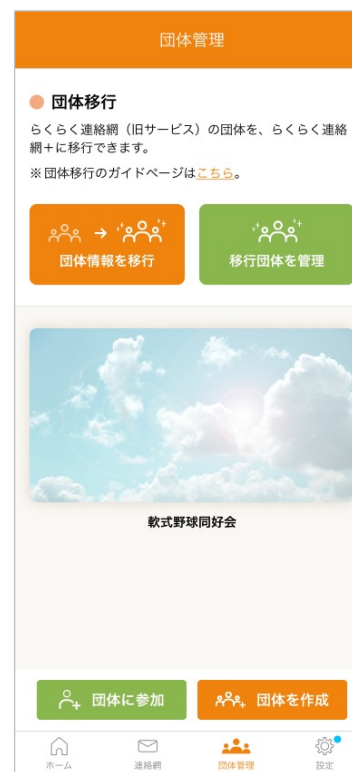 団体管理
団体移行
らくらく連絡網（旧サービス）の団体を、らくらく連絡
網＋に移行できます。
※団体移行のガイドページはこちら。
団体情報を移行
移行団体を管理
軟式野球同好会
団体に参加
団体を作成
ホーム
連絡網
団体管理
設定